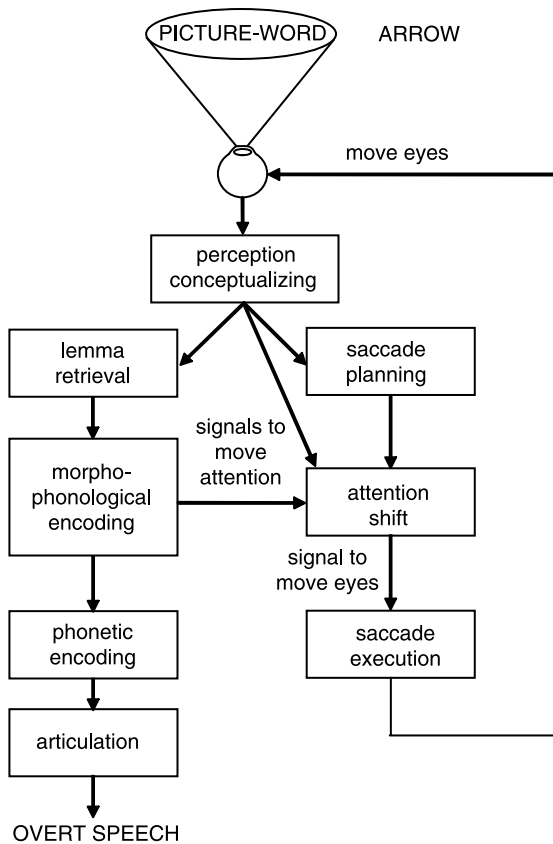 PICTURE-WORD ARROW
move eyes
perception
conceptualizing
lemma
retrieval
saccade
planning
signals to
move
attention
morpho-
phonological
encoding
attention
shift
signal to
move eyes
phonetic
encoding
saccade
execution
articulation
OVERT SPEECH